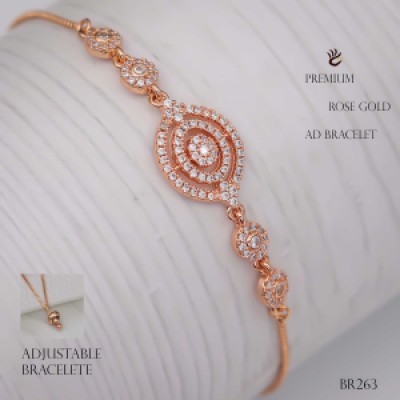 PREMIUM
ROSE GOLD
AD BRACELET
ADJUSTABLE
BRACELETE
BR263